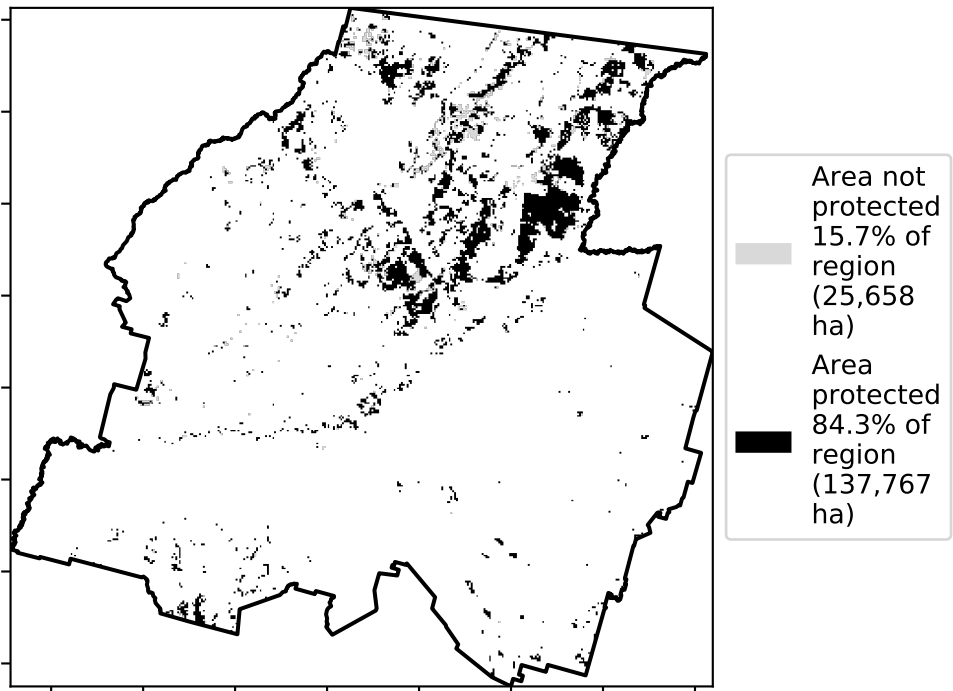 Area not
protected
15.7% of
region
(25,658
ha)
Area
protected
84.3% of
region
(137,767
ha)